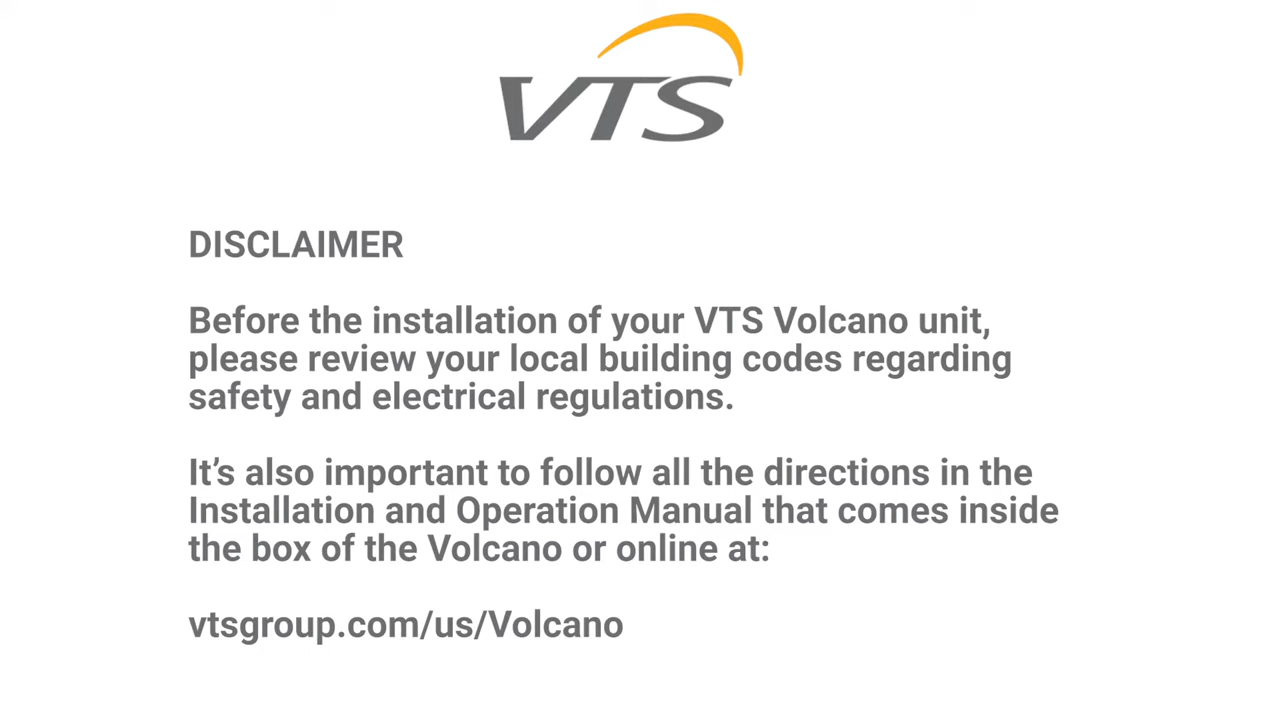 VTS
DISCLAIMER
Before the installation of your VTS Volcano unit,
please review your local building codes regarding
safety and electrical regulations.
It’s also important to follow all the directions in the
Installation and Operation Manual that comes inside
the box of the Volcano or online at:
vtsgroup.com/us/Volcano